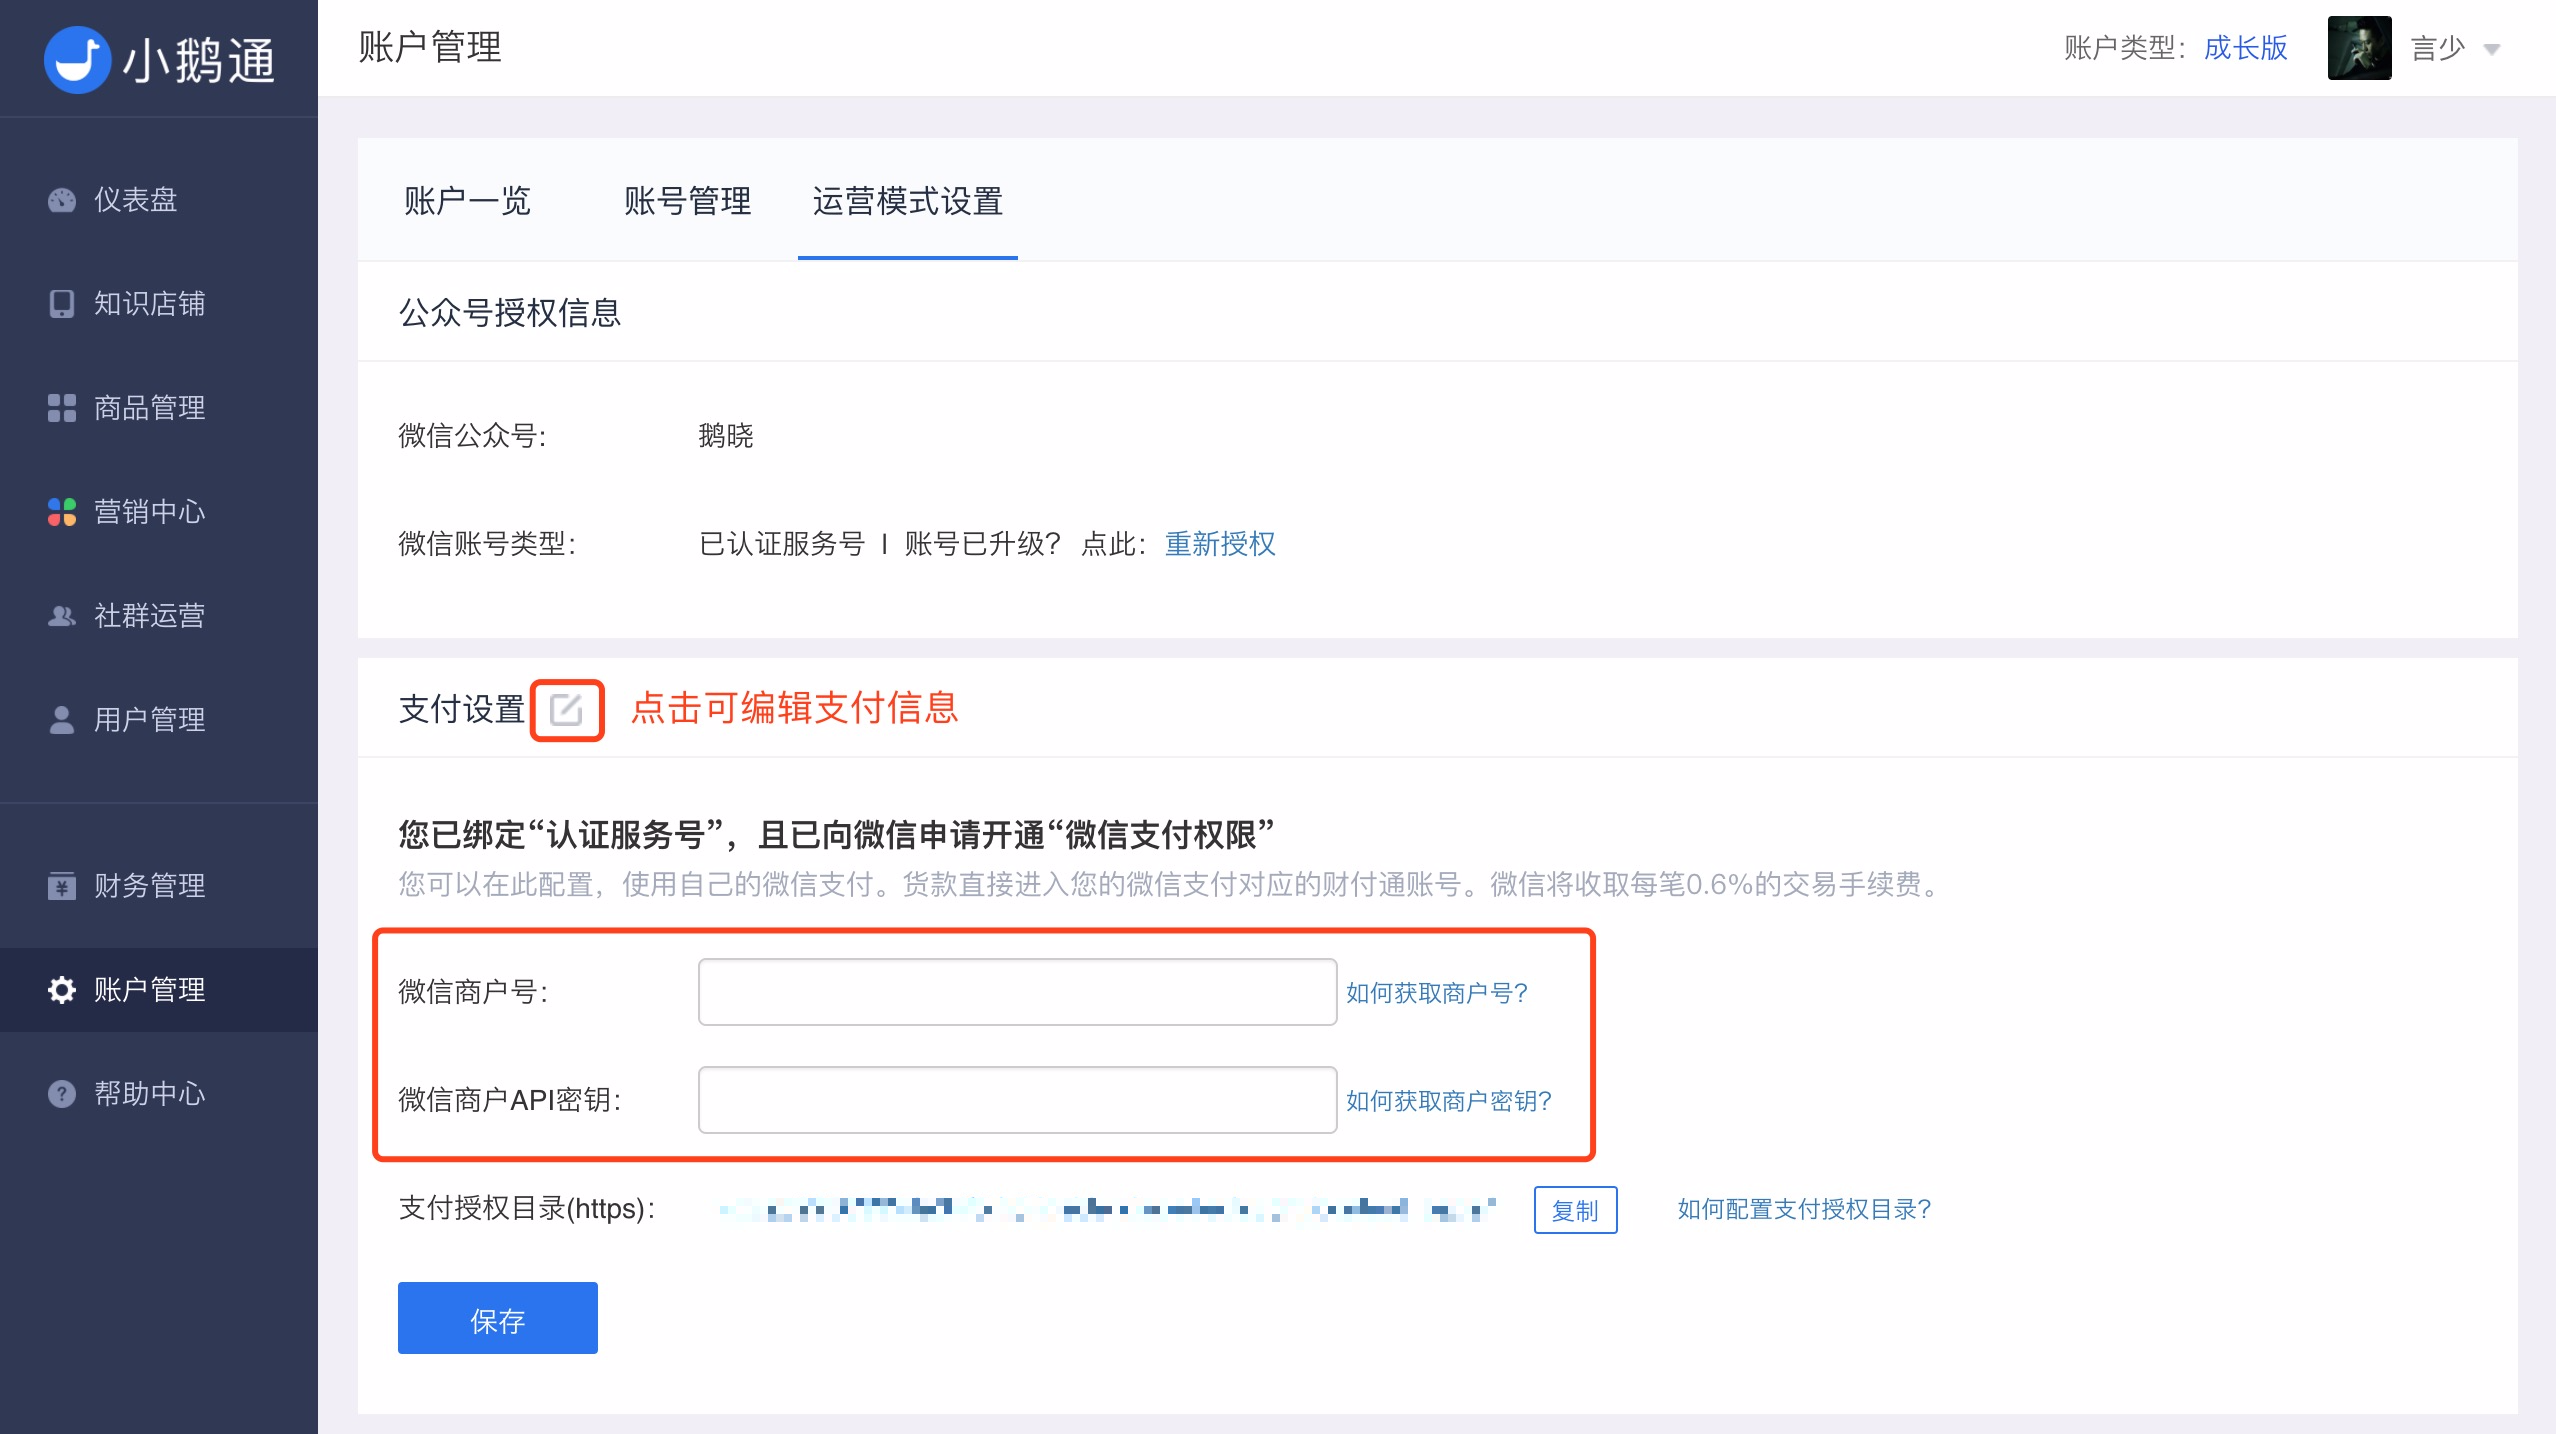 小鹅通
账户管理
账户类型：成长版
言少
仪表盘
知识店铺
商品管理
营销中心
社群运营
用户管理
财务管理
账户管理
帮助中心
账户一览 账号管理 运营模式设置
公众号授权信息
微信公众号: 鹅晓
微信账号类型: 已认证服务号 | 账号已升级？点此：重新授权
支付设置 点击可编辑支付信息
您已绑定“认证服务号”，且已向微信申请开通“微信支付权限”
您可以在此配置，使用自己的微信支付。货款直接进入您的微信支付对应的财付通账号。微信将收取每笔0.6%的交易手续费。
微信商户号: 如何获取商户号?
微信商户API密钥: 如何获取商户密钥?
支付授权目录(https): 复制 如何配置支付授权目录?
保存